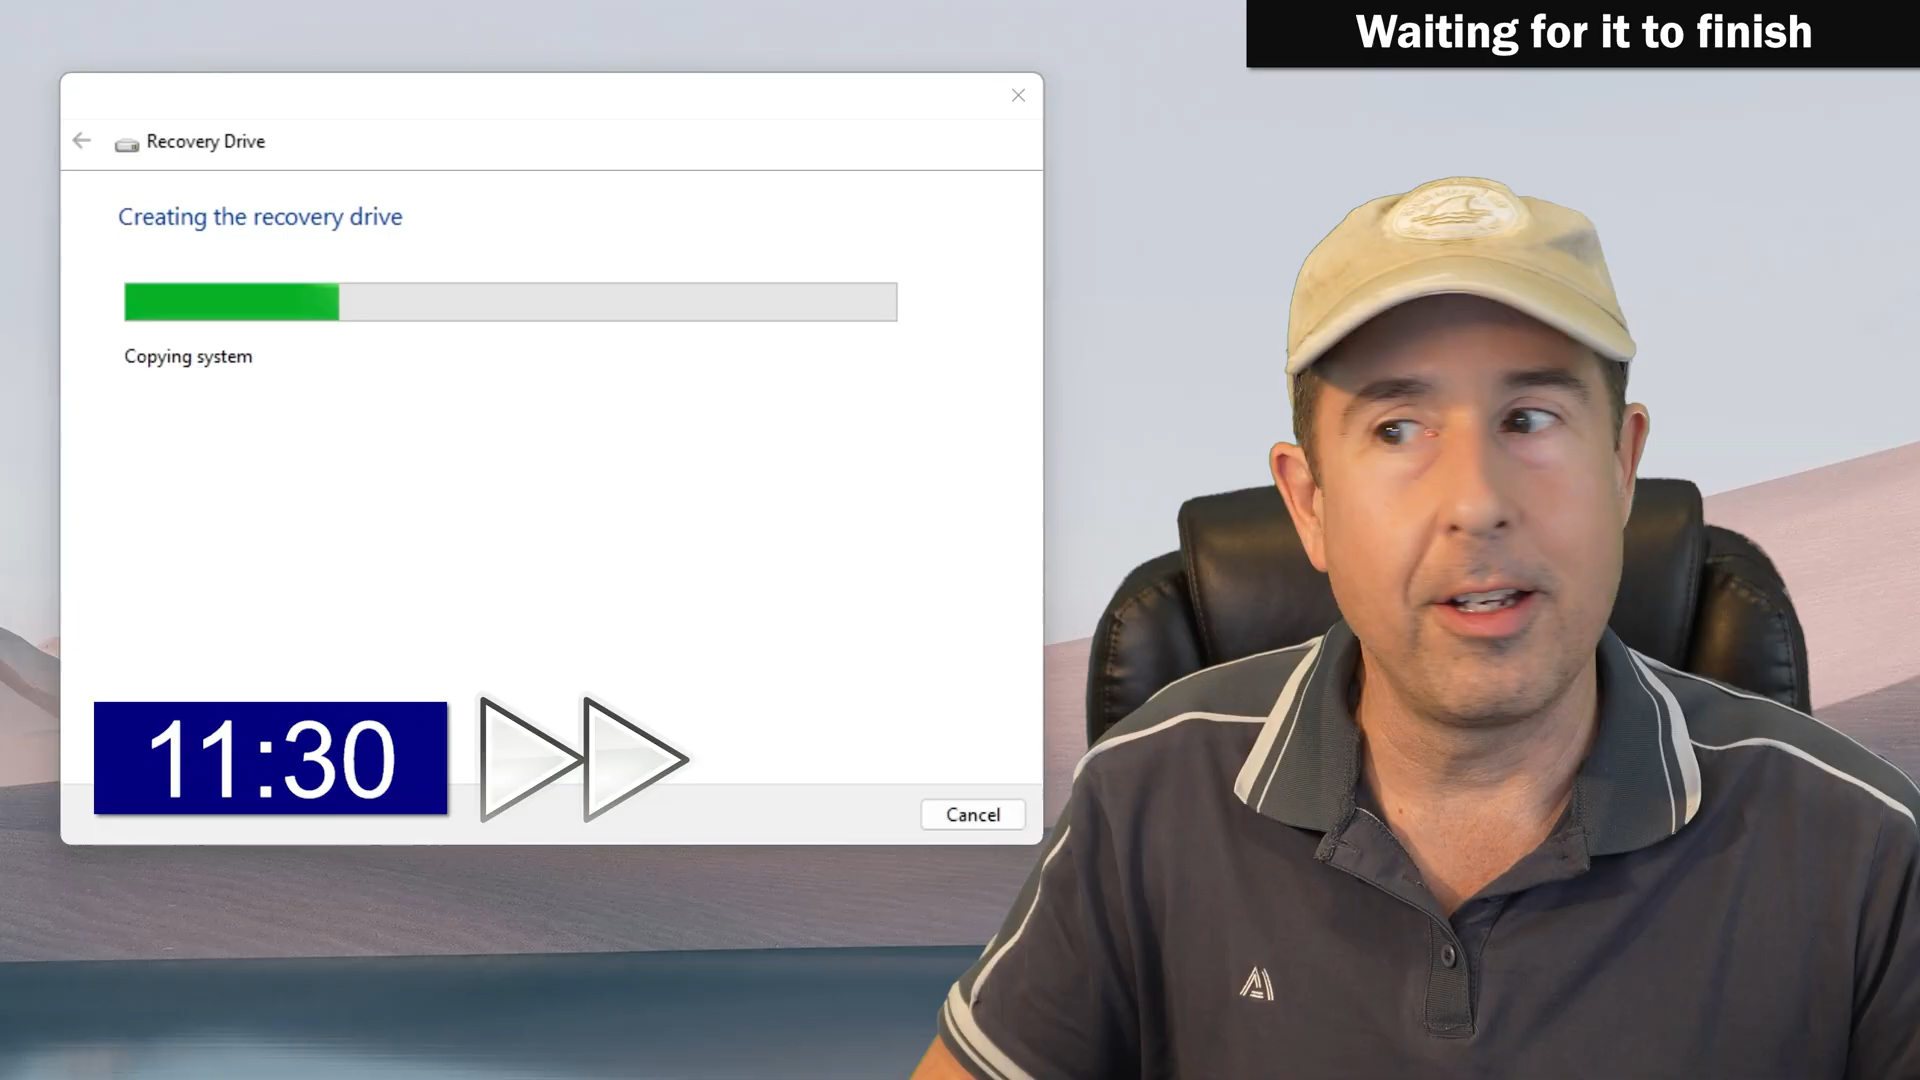 Waiting for it to finish
Recovery Drive
Creating the recovery drive
Copying system
11:30
Cancel